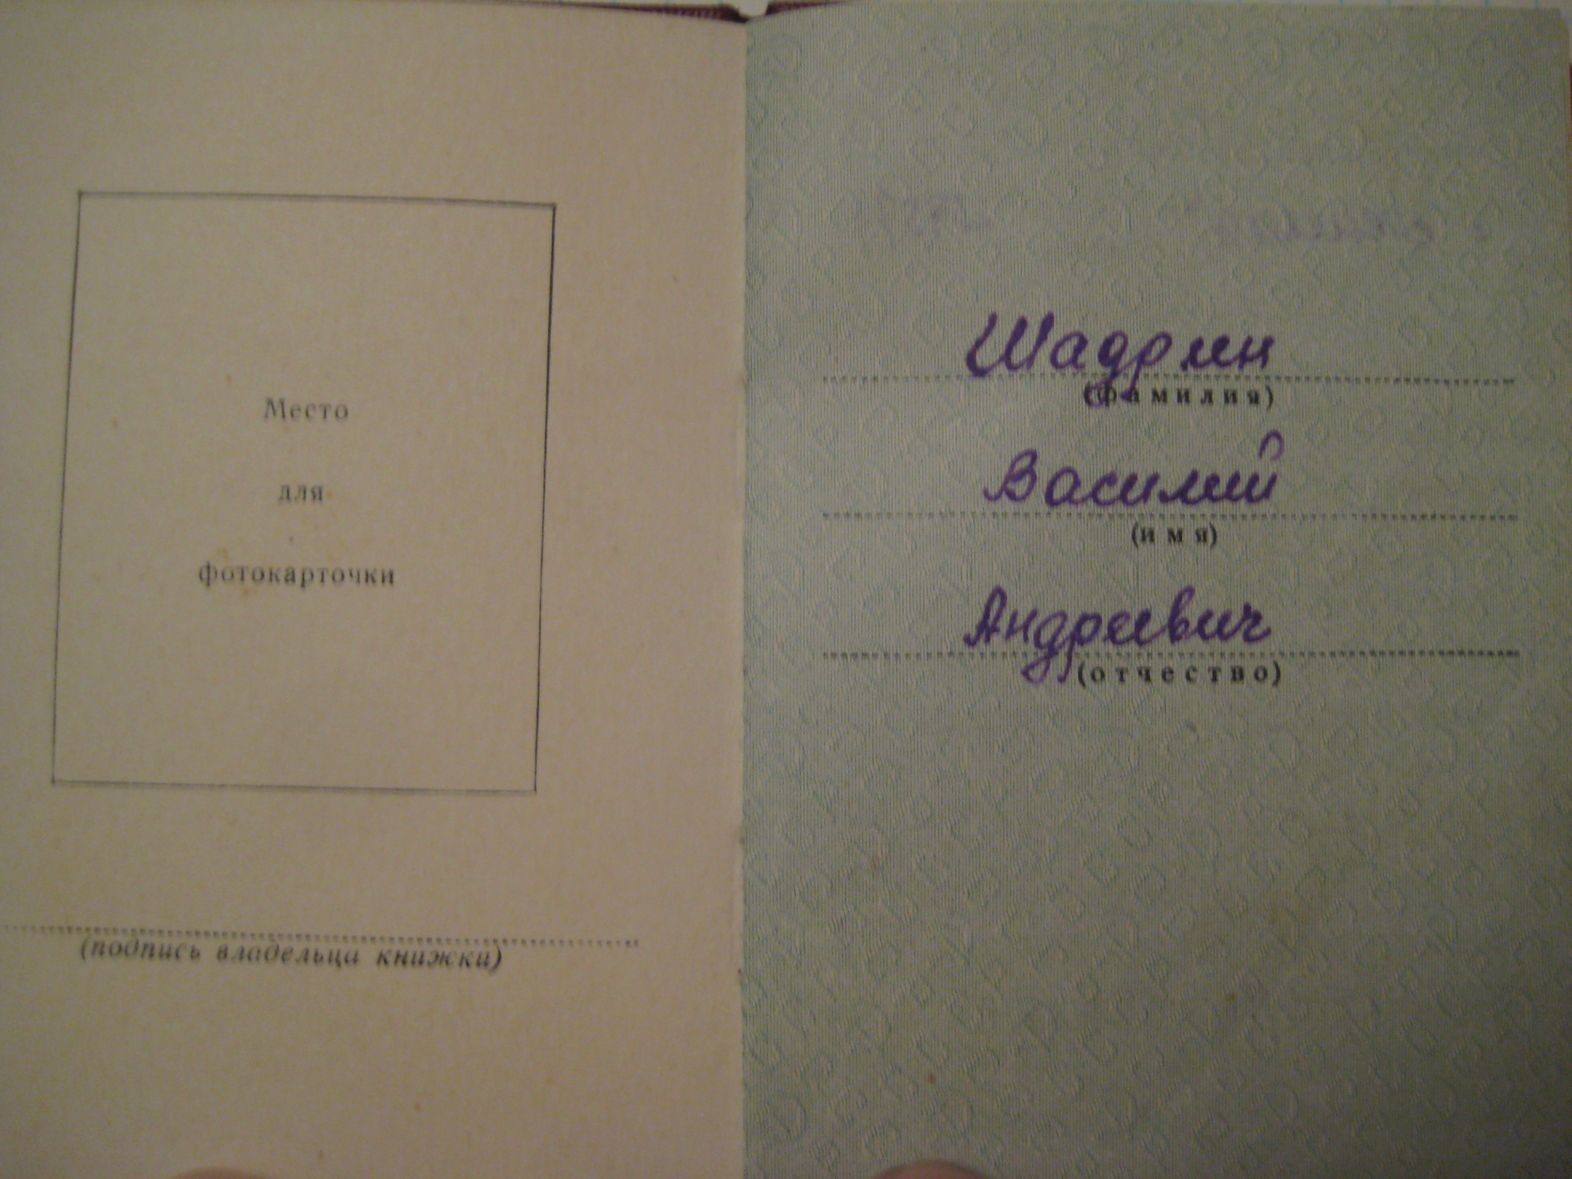 Место
для
фотокарточки
(подпись владельца книжки)
Шадрин
(фамилия)
Василий
(имя)
Андреевич
(отчество)